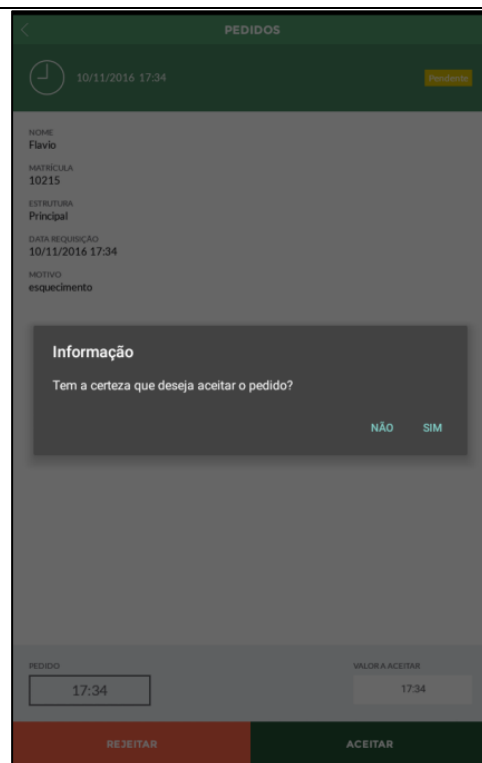 PEDIDOS
10/11/2016 17:34
Pendente
NOME
Flavio
MATRÍCULA
10215
ESTRUTURA
Principal
DATA REQUISIÇÃO
10/11/2016 17:34
MOTIVO
esquecimento
Informação
Tem a certeza que deseja aceitar o pedido?
NÃO SIM
PEDIDO VALOR A ACEITAR
17:34 17:34
REJEITAR ACEITAR